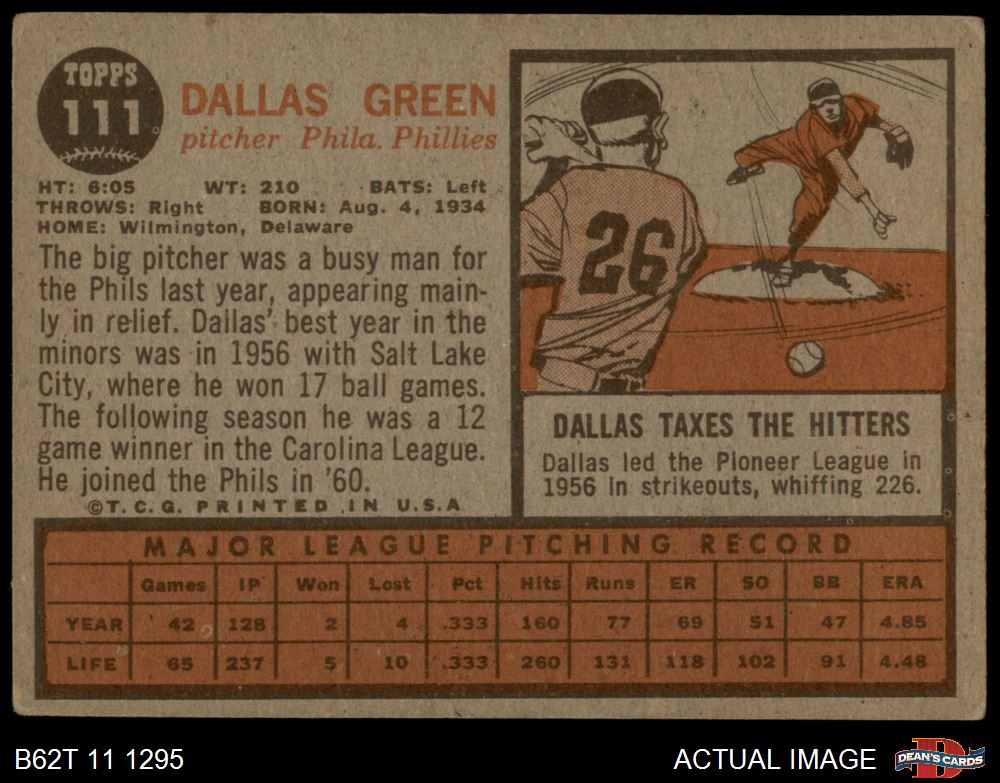 TOPPS
111
DALLAS GREEN
pitcher Phila. Phillies
HT: 6:05 WT: 210 BATS: Left
THROWS: Right BORN: Aug. 4, 1934
HOME: Wilmington, Delaware
The big pitcher was a busy man for
the Phils last year, appearing main-
ly in relief. Dallas' best year in the
minors was in 1956 with Salt Lake
City, where he won 17 ball games.
The following season he was a 12
game winner in the Carolina League.
He joined the Phils in '60.
©T.C.G. PRINTED IN U.S.A
26
DALLAS TAXES THE HITTERS
Dallas led the Pioneer League in
1956 in strikeouts, whiffing 226.
MAJOR LEAGUE PITCHING RECORD
Games IP Won Lost Pct Hits Runs ER SO BB ERA
YEAR 42 128 2 4 .333 160 77 69 51 47 4.85
LIFE 65 237 5 10 .333 260 131 118 102 91 4.48
B62T 11 1295
ACTUAL IMAGE
D
DEAN'S CARDS